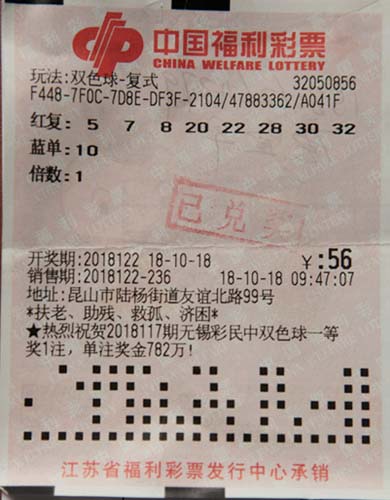 中国福利彩票
CHINA WELFARE LOTTERY
玩法:双色球-复式 32050856
F448-7F0C-7D8E-DF3F-2104/47883362/A041F
红复: 5 7 8 20 22 28 30 32
蓝单:10
倍数:1
已兑奖
开奖期:2018122 18-10-18 ￥:56
销售期:2018122-236 18-10-18 09:47:07
地址:昆山市陆杨街道友谊北路99号
*扶老、助残、救孤、济困*
★热烈祝贺2018117期无锡彩民中双色球一等
奖1注，单注奖金782万!
江苏省福利彩票发行中心承销